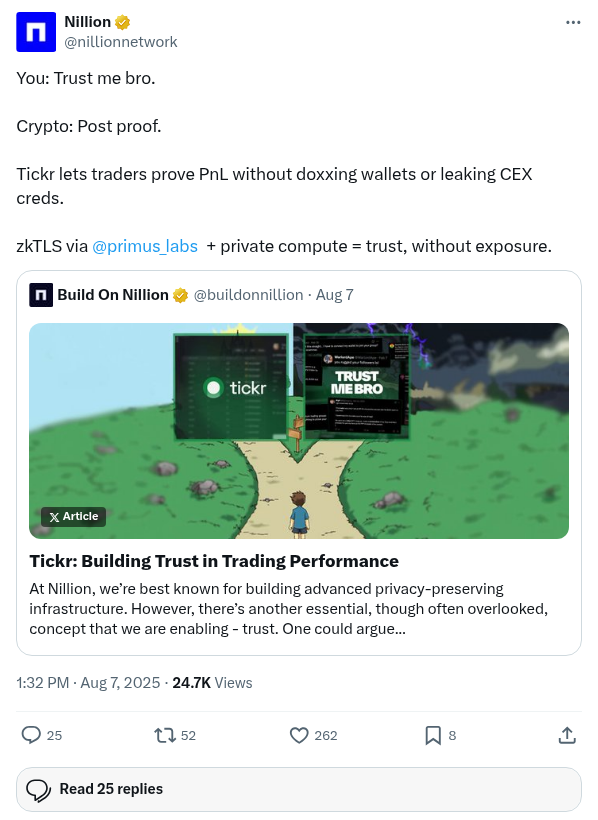 Nillion
@nillionnetwork
You: Trust me bro.
Crypto: Post proof.
Tickr lets traders prove PnL without doxxing wallets or leaking CEX
creds.
zkTLS via @primus_labs + private compute = trust, without exposure.
Build On Nillion @buildonnillion · Aug 7
tickr
TRUST
ME BRO
Article
Tickr: Building Trust in Trading Performance
At Nillion, we’re best known for building advanced privacy-preserving
infrastructure. However, there’s another essential, though often overlooked,
concept that we are enabling - trust. One could argue...
1:32 PM · Aug 7, 2025 · 24.7K Views
25 52 262 8
Read 25 replies